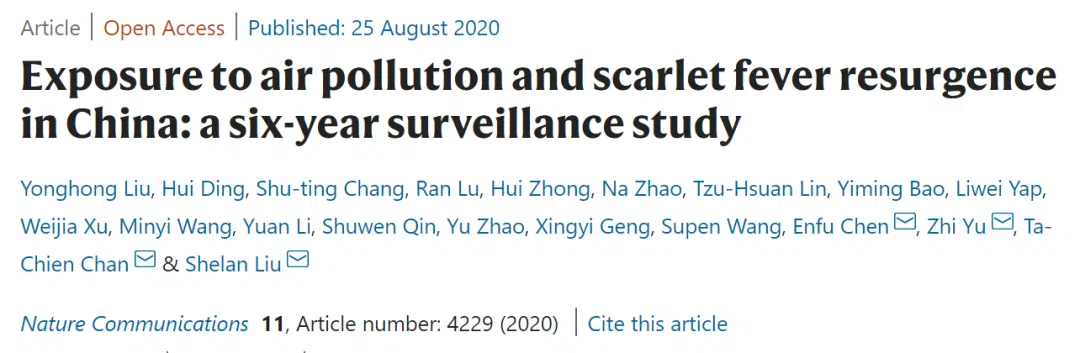 Article | Open Access | Published: 25 August 2020
Exposure to air pollution and scarlet fever resurgence
in China: a six-year surveillance study
Yonghong Liu, Hui Ding, Shu-ting Chang, Ran Lu, Hui Zhong, Na Zhao, Tzu-Hsuan Lin, Yiming Bao, Liwei Yap,
Weijia Xu, Minyi Wang, Yuan Li, Shuwen Qin, Yu Zhao, Xingyi Geng, Supen Wang, Enfu Chen, Zhi Yu, Ta-
Chien Chan & Shelan Liu
Nature Communications 11, Article number: 4229 (2020) | Cite this article